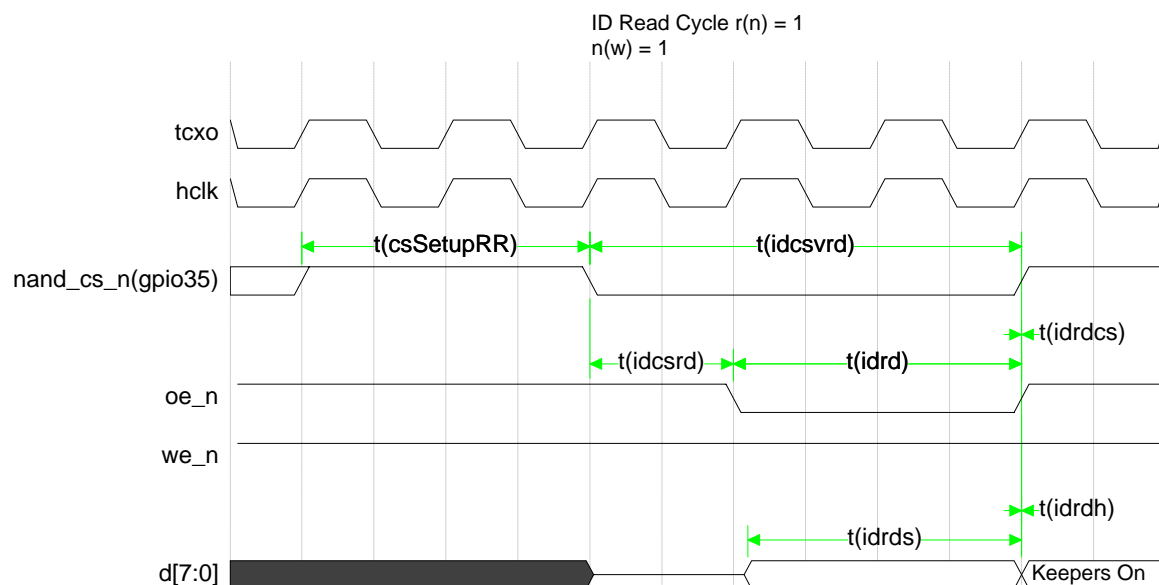 ID Read Cycle r(n) = 1
n(w) = 1
tcxo
hclk
t(csSetupRR)
t(idcsvrd)
nand_cs_n(gpio35)
t(idrdcs)
t(idcsrd)
t(idrd)
oe_n
we_n
t(idrdh)
t(idrds)
d[7:0]
Keepers On